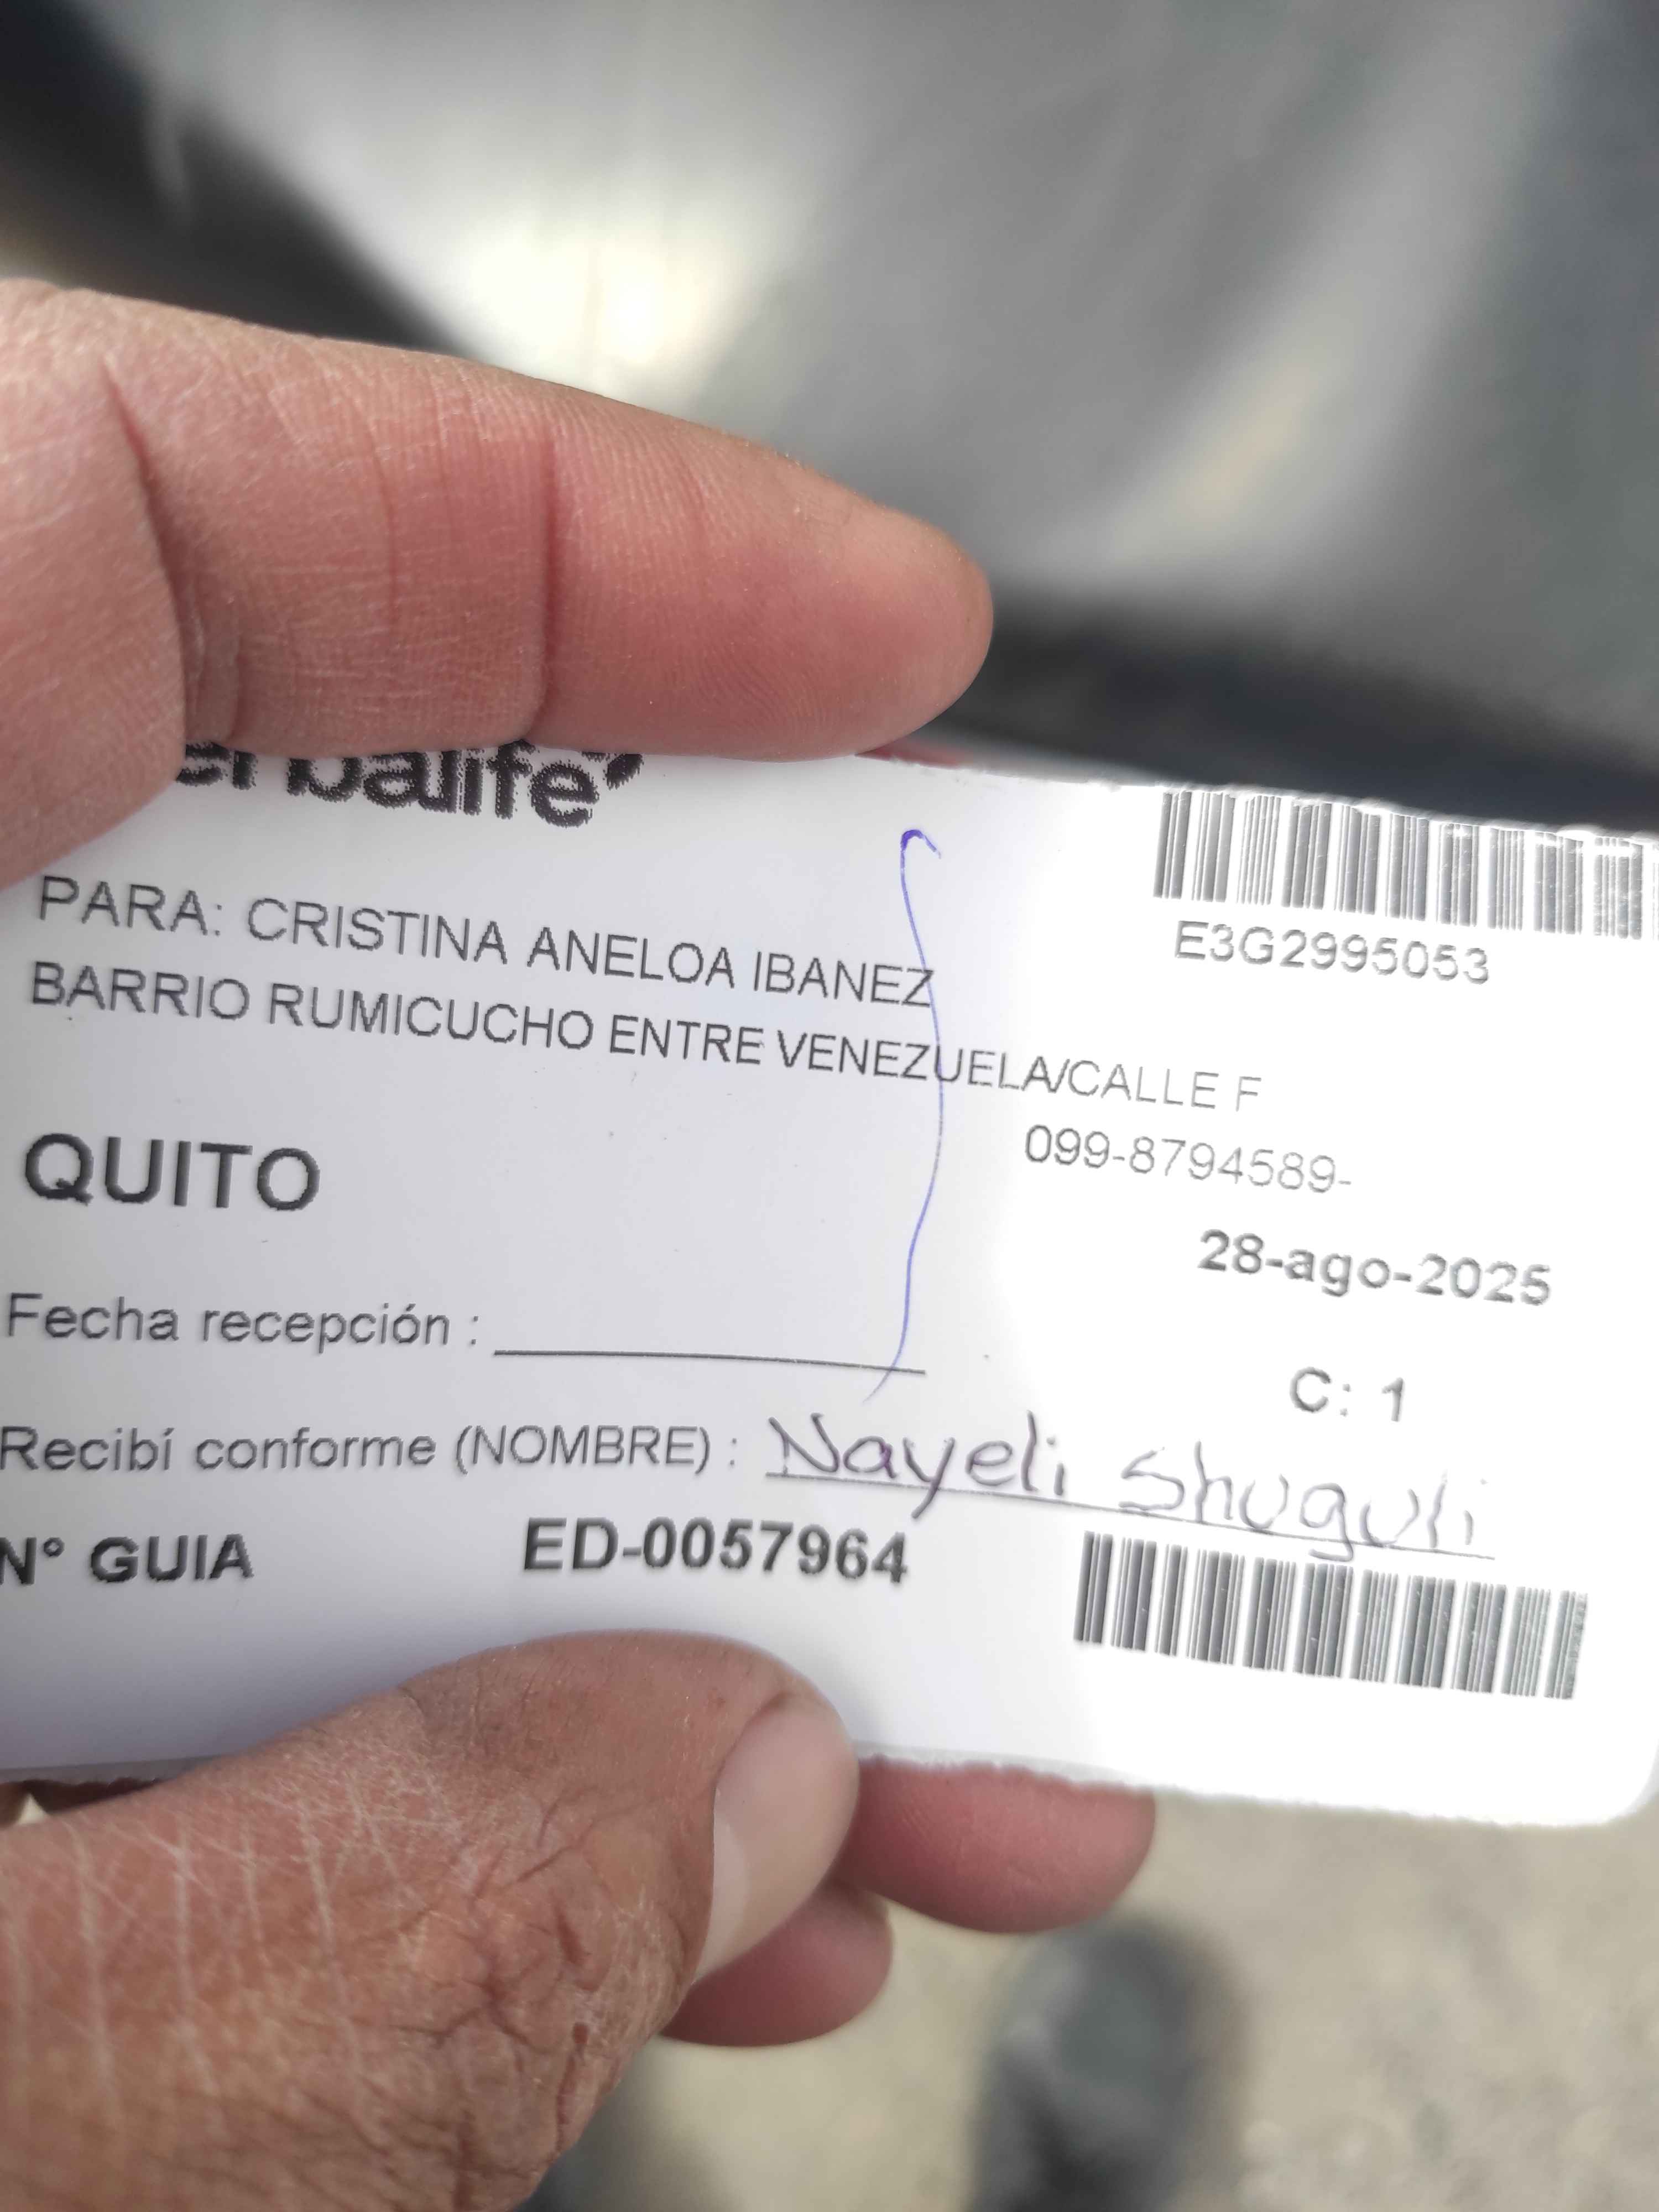 erbalife
E3G2995053
PARA: CRISTINA ANELOA IBANEZ
BARRIO RUMICUCHO ENTRE VENEZUELA/CALLE F
099-8794589-
QUITO
28-ago-2025
Fecha recepción :
C: 1
Recibí conforme (NOMBRE) : Nayeli Shuguli
N° GUIA ED-0057964